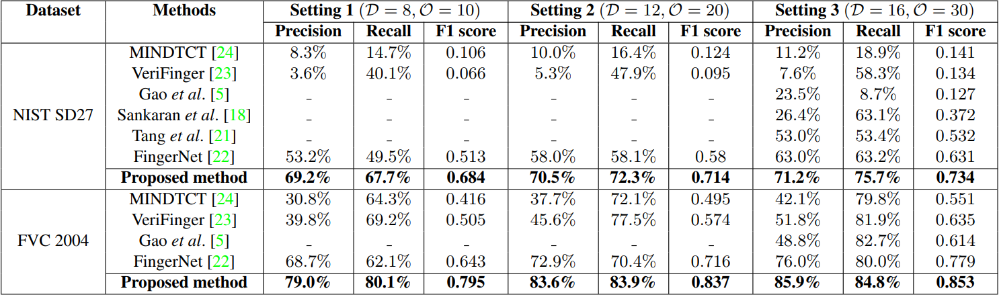 Dataset Methods Setting 1 (D = 8, O = 10) Setting 2 (D = 12, O = 20) Setting 3 (D = 16, O = 30)
Precision Recall F1 score Precision Recall F1 score Precision Recall F1 score
MINDTCT [24] 8.3% 14.7% 0.106 10.0% 16.4% 0.124 11.2% 18.9% 0.141
VeriFinger [23] 3.6% 40.1% 0.066 5.3% 47.9% 0.095 7.6% 58.3% 0.134
Gao et al. [5] – – – – – – 23.5% 8.7% 0.127
NIST SD27 Sankaran et al. [18] – – – – – – 26.4% 63.1% 0.372
Tang et al. [21] – – – – – – 53.0% 53.4% 0.532
FingerNet [22] 53.2% 49.5% 0.513 58.0% 58.1% 0.58 63.0% 63.2% 0.631
Proposed method 69.2% 67.7% 0.684 70.5% 72.3% 0.714 71.2% 75.7% 0.734
MINDTCT [24] 30.8% 64.3% 0.416 37.7% 72.1% 0.495 42.1% 79.8% 0.551
VeriFinger [23] 39.8% 69.2% 0.505 45.6% 77.5% 0.574 51.8% 81.9% 0.635
FVC 2004 Gao et al. [5] – – – – – – 48.8% 82.7% 0.614
FingerNet [22] 68.7% 62.1% 0.643 72.9% 70.4% 0.716 76.0% 80.0% 0.779
Proposed method 79.0% 80.1% 0.795 83.6% 83.9% 0.837 85.9% 84.8% 0.853